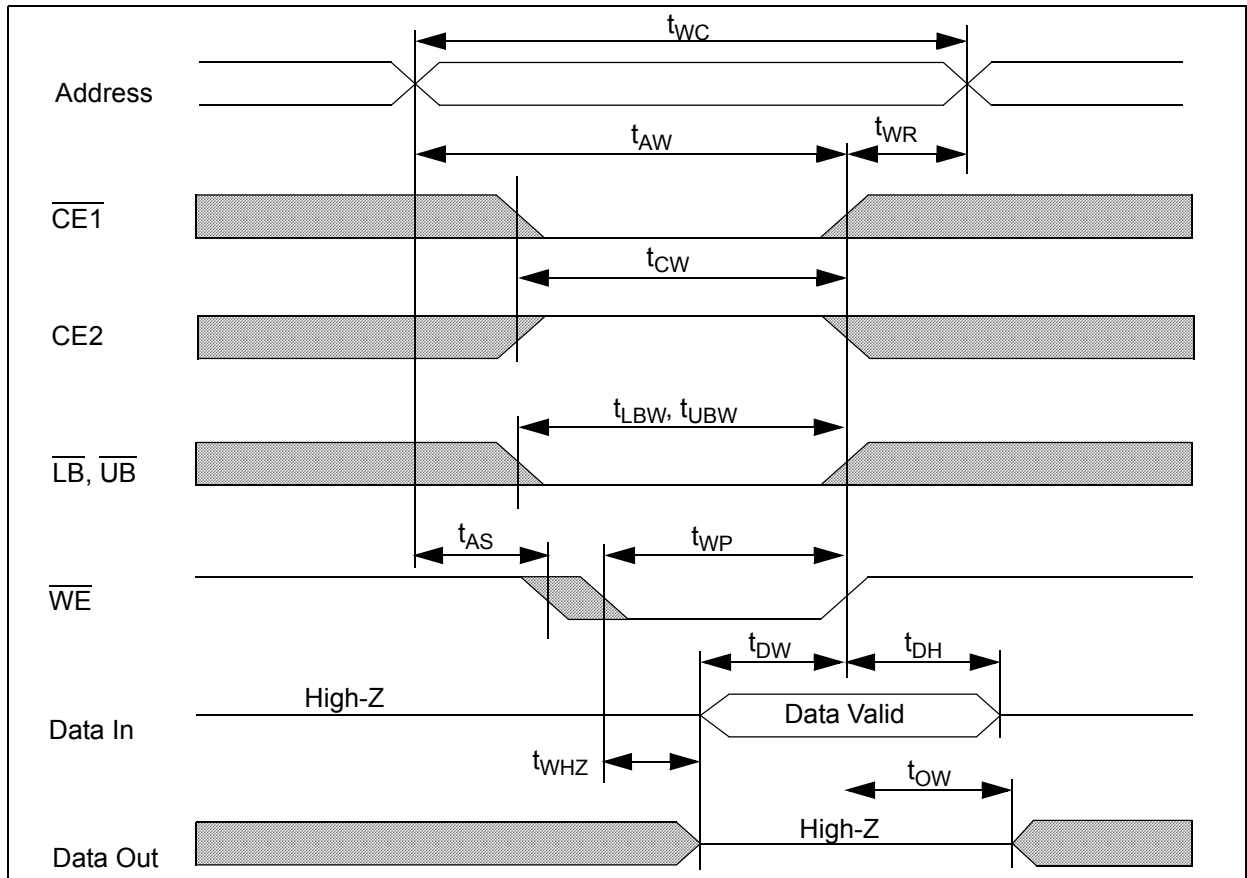 tWC
Address
tAW
tWR
CE1
tCW
CE2
tLBW, tUBW
LB, UB
tAS
tWP
WE
tDW
tDH
High-Z
Data Valid
Data In
tWHZ
tOW
High-Z
Data Out